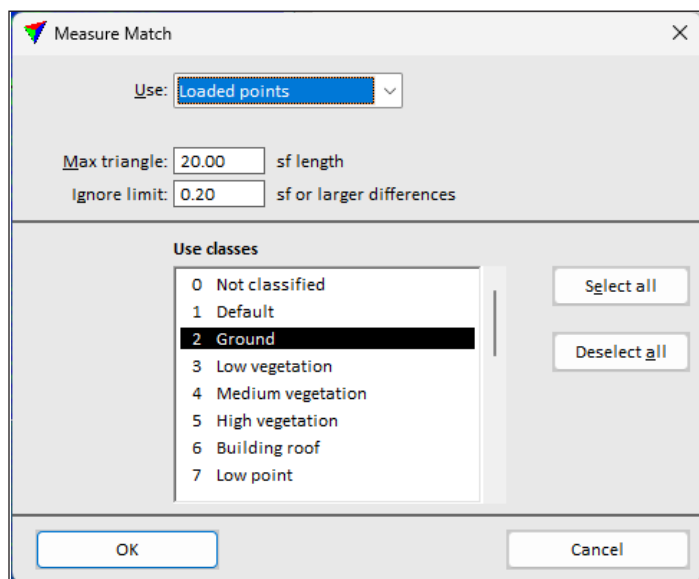 Measure Match
Use: Loaded points
Max triangle: 20.00 sf length
Ignore limit: 0.20 sf or larger differences
Use classes
0 Not classified
1 Default
2 Ground
3 Low vegetation
4 Medium vegetation
5 High vegetation
6 Building roof
7 Low point
Select all
Deselect all
OK
Cancel